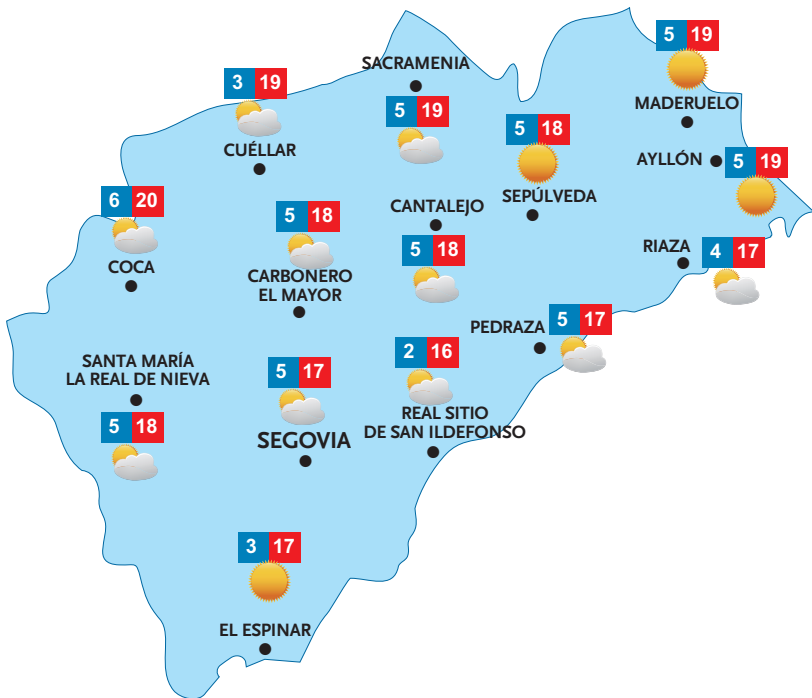 5 19
MADERUELO
SACRAMENIA
5 19
3 19
CUÉLLAR
5 18
SEPÚLVEDA
AYLLÓN
5 19
6 20
COCA
5 18
CARBONERO
EL MAYOR
CANTALEJO
5 18
RIAZA
4 17
PEDRAZA
5 17
SANTA MARÍA
LA REAL DE NIEVA
5 18
5 17
SEGOVIA
2 16
REAL SITIO
DE SAN ILDEFONSO
3 17
EL ESPINAR